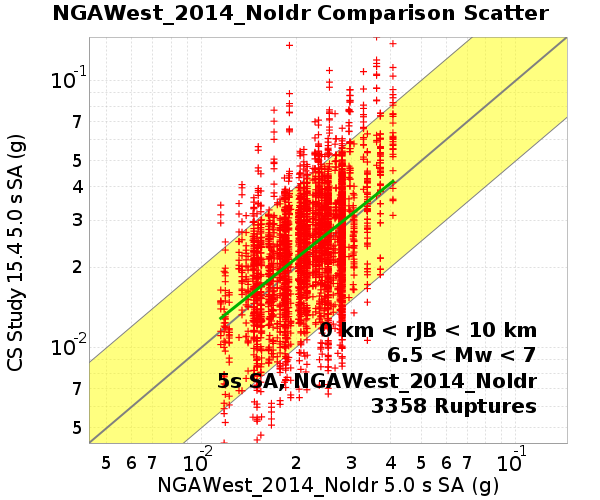 NGAWest_2014_NoIdr Comparison Scatter
CS Study 15.4 5.0 s SA (g)
10-1
7
5
4
3
2
10-2
7
5
0 km < rJB < 10 km
6.5 < Mw < 7
5s SA, NGAWest_2014_NoIdr
3358 Ruptures
5 6 7 10-2 2 3 4 5 6 7 10-1
NGAWest_2014_NoIdr 5.0 s SA (g)